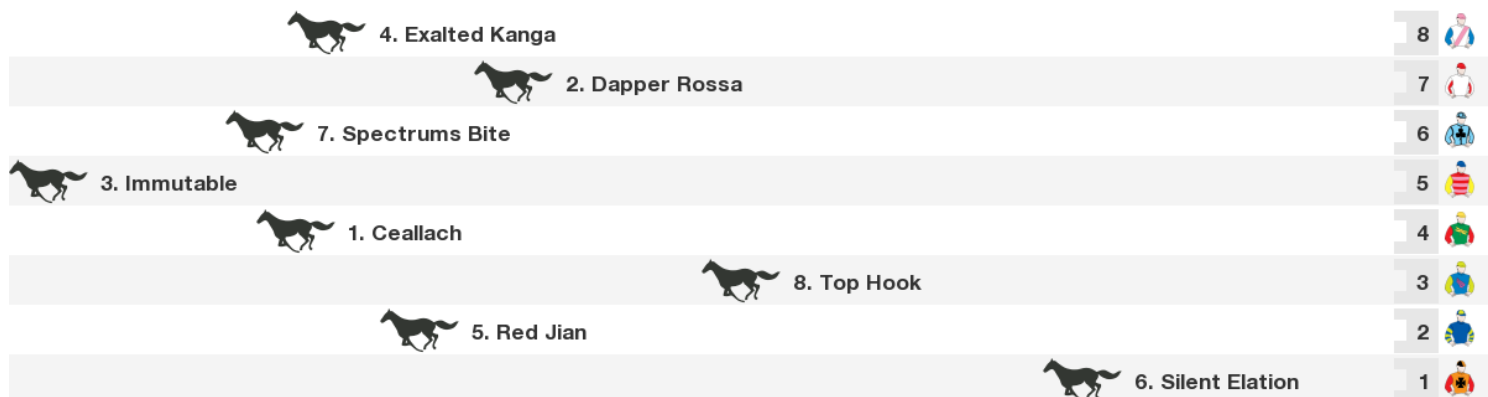 4. Exalted Kanga 8
2. Dapper Rossa 7
7. Spectrums Bite 6
3. Immutable 5
1. Ceallach 4
8. Top Hook 3
5. Red Jian 2
6. Silent Elation 1